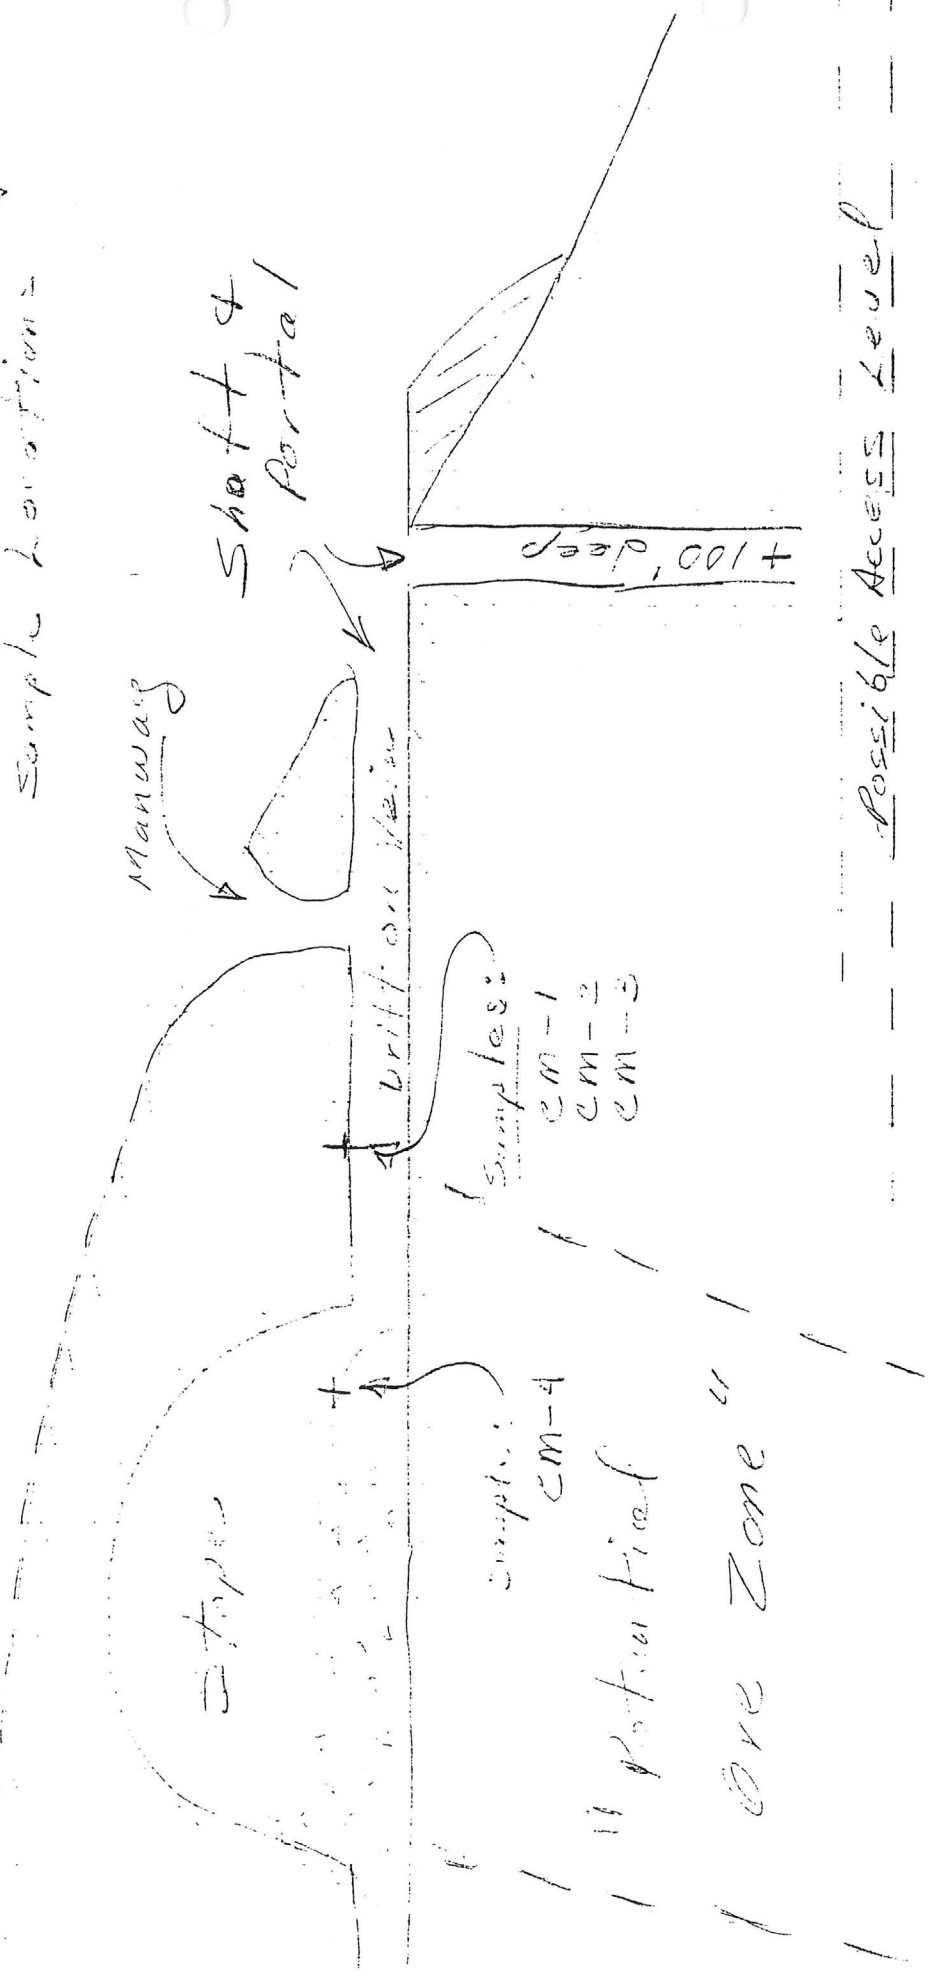 Sample Locations
Shaft &
Portal
Manway
+100' deep
Drift on Vein
Stope
Samples:
CM-1
CM-2
CM-3
Sample:
CM-4
"Potential
Ore Zone"
Possible Access Level